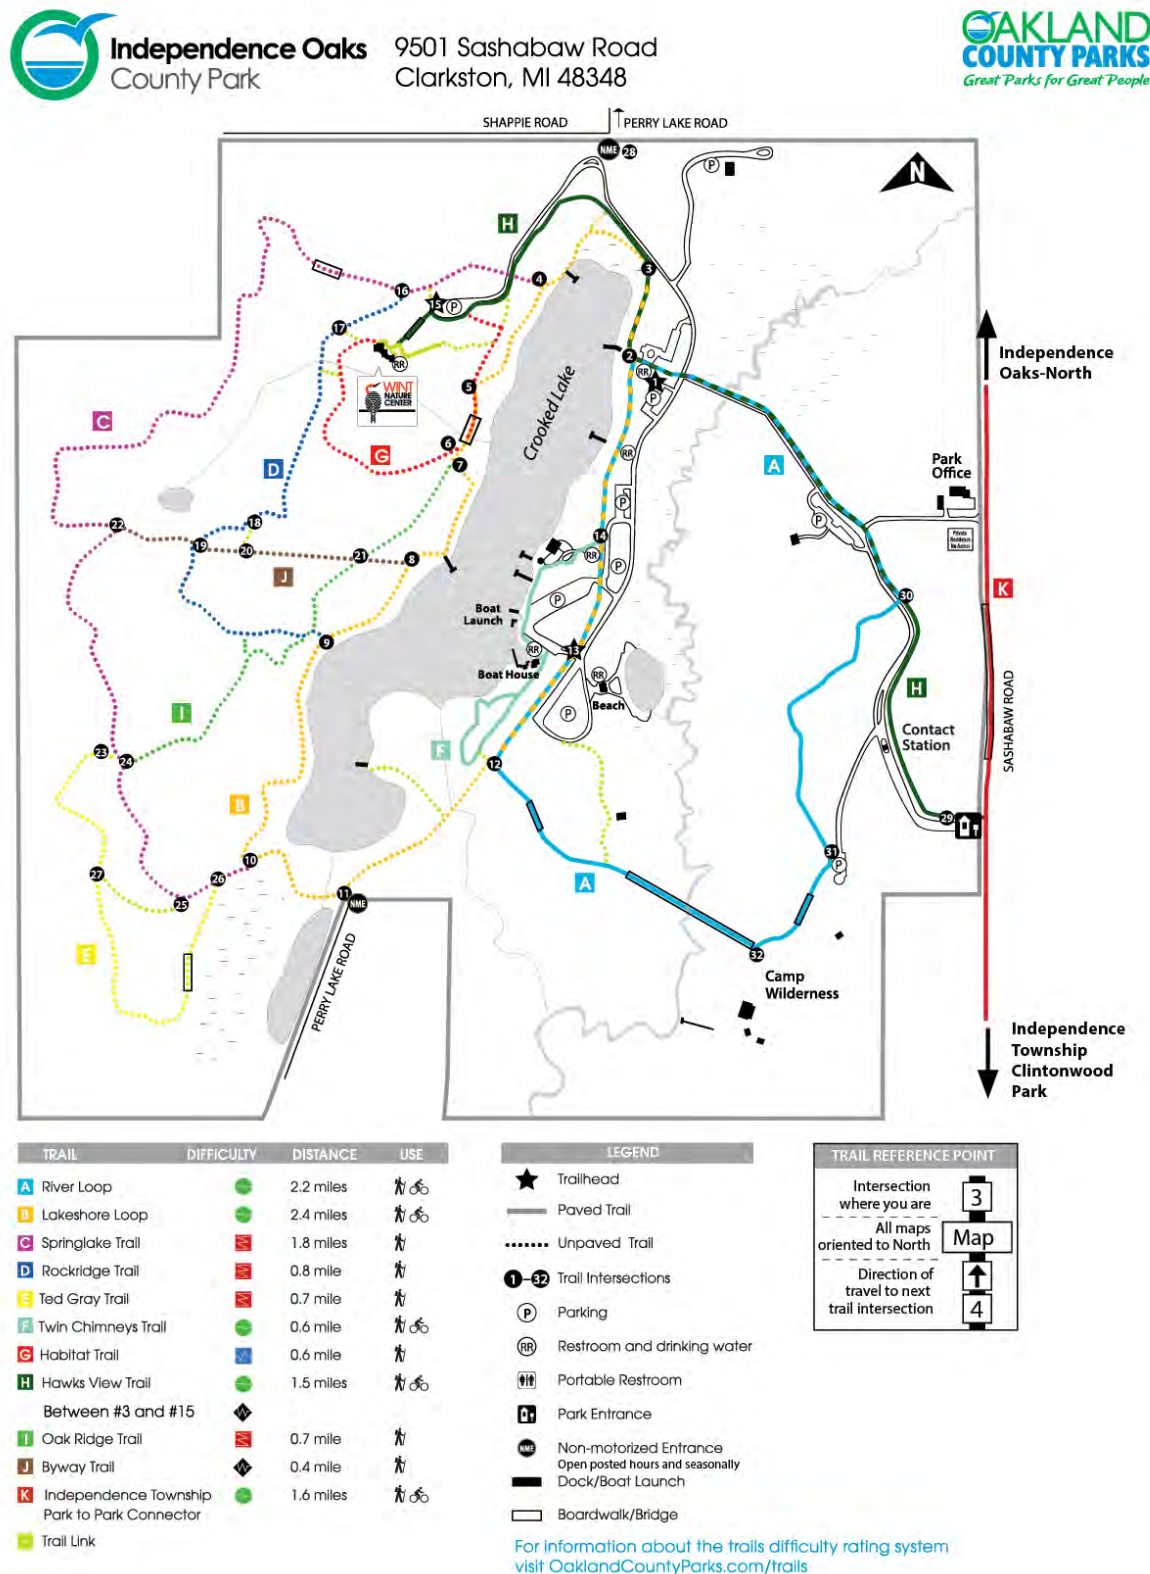 Independence Oaks
County Park
9501 Sashabaw Road
Clarkston, MI 48348
OAKLAND
COUNTY PARKS
Great Parks for Great People
SHAPPIE ROAD
PERRY LAKE ROAD
NME
28
P
N
H
3
4
16
15
P
17
2
RR
1
P
RR
WINT
NATURE
CENTER
5
Crooked Lake
Independence
Oaks-North
C
G
6
7
D
RR
A
Park
Office
P
P
22
18
19
20
21
8
14
RR
P
J
P
Boat
Launch
30
K
9
RR
13
Boat House
RR
Beach
H
SASHABAW ROAD
I
P
F
Contact
Station
23
24
12
B
29
10
31
P
27
26
A
25
11
NME
E
32
PERRY LAKE ROAD
Camp
Wilderness
Independence
Township
Clintonwood
Park
TRAIL DIFFICULTY DISTANCE USE
A River Loop 2.2 miles
B Lakeshore Loop 2.4 miles
C Springlake Trail 1.8 miles
D Rockridge Trail 0.8 mile
E Ted Gray Trail 0.7 mile
F Twin Chimneys Trail 0.6 mile
G Habitat Trail 0.6 mile
H Hawks View Trail 1.5 miles
Between #3 and #15
I Oak Ridge Trail 0.7 mile
J Byway Trail 0.4 mile
K Independence Township 1.6 miles
Park to Park Connector
Trail Link
LEGEND
Trailhead
Paved Trail
Unpaved Trail
1-32 Trail Intersections
P Parking
RR Restroom and drinking water
Portable Restroom
Park Entrance
NME Non-motorized Entrance
Open posted hours and seasonally
Dock/Boat Launch
Boardwalk/Bridge
TRAIL REFERENCE POINT
Intersection
where you are
3
All maps
oriented to North
Map
Direction of
travel to next
trail intersection
4
For information about the trails difficulty rating system
visit OaklandCountyParks.com/trails